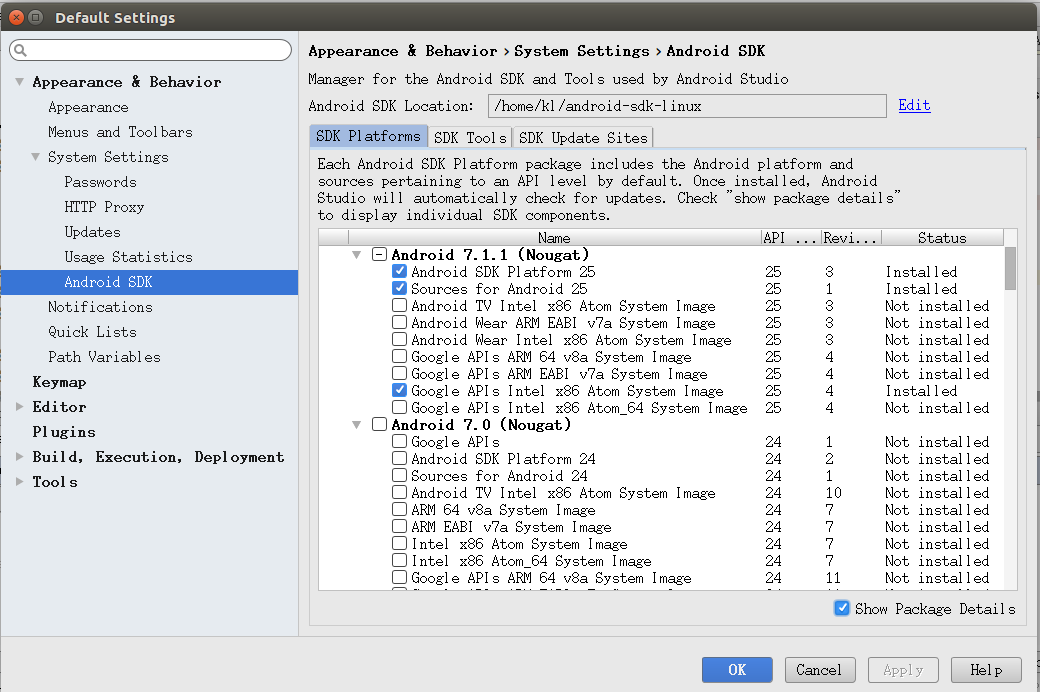 Default Settings
Appearance & Behavior
Appearance
Menus and Toolbars
System Settings
Passwords
HTTP Proxy
Updates
Usage Statistics
Android SDK
Notifications
Quick Lists
Path Variables
Keymap
Editor
Plugins
Build, Execution, Deployment
Tools
Appearance & Behavior › System Settings › Android SDK
Manager for the Android SDK and Tools used by Android Studio
Android SDK Location: /home/kl/android-sdk-linux Edit
SDK Platforms SDK Tools SDK Update Sites
Each Android SDK Platform package includes the Android platform and
sources pertaining to an API level by default. Once installed, Android
Studio will automatically check for updates. Check "show package details"
to display individual SDK components.
Name API ... Revi... Status
Android 7.1.1 (Nougat)
Android SDK Platform 25 25 3 Installed
Sources for Android 25 25 1 Installed
Android TV Intel x86 Atom System Image 25 3 Not installed
Android Wear ARM EABI v7a System Image 25 3 Not installed
Android Wear Intel x86 Atom System Image 25 3 Not installed
Google APIs ARM 64 v8a System Image 25 4 Not installed
Google APIs ARM EABI v7a System Image 25 4 Not installed
Google APIs Intel x86 Atom System Image 25 4 Installed
Google APIs Intel x86 Atom_64 System Image 25 4 Not installed
Android 7.0 (Nougat)
Google APIs 24 1 Not installed
Android SDK Platform 24 24 2 Not installed
Sources for Android 24 24 1 Not installed
Android TV Intel x86 Atom System Image 24 10 Not installed
ARM 64 v8a System Image 24 7 Not installed
ARM EABI v7a System Image 24 7 Not installed
Intel x86 Atom System Image 24 7 Not installed
Intel x86 Atom_64 System Image 24 7 Not installed
Google APIs ARM 64 v8a System Image 24 11 Not installed
Show Package Details
OK Cancel Apply Help